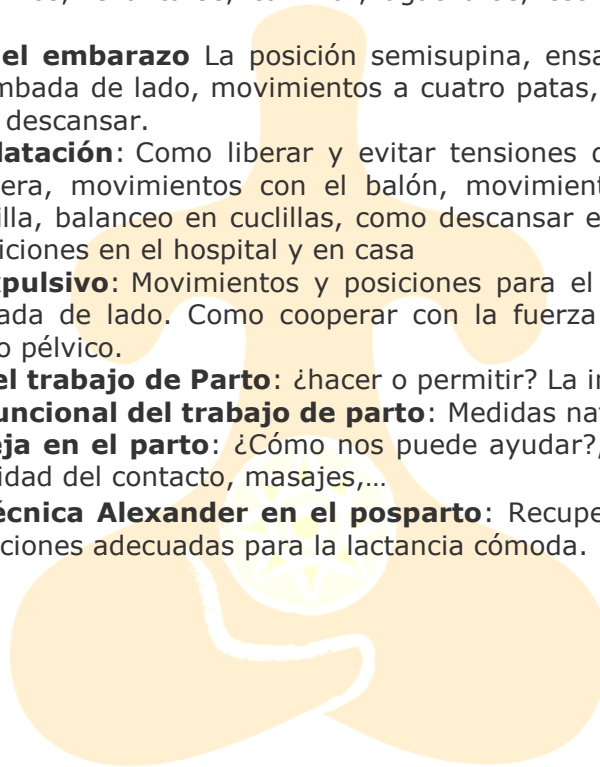 el embarazo La posición semisupina, ensa
mbada de lado, movimientos a cuatro patas,
descansar.
latación: Como liberar y evitar tensiones
era, movimientos con el balón, movimient
illa, balanceo en cuclillas, como descansar e
iciones en el hospital y en casa
pulsivo: Movimientos y posiciones para el
ada de lado. Como cooperar con la fuerza
o pélvico.
el trabajo de Parto: ¿hacer o permitir? La i
uncional del trabajo de parto: Medidas na
eja en el parto: ¿Cómo nos puede ayudar?,
idad del contacto, masajes,…
écnica Alexander en el posparto: Recupe
ciones adecuadas para la lactancia cómoda.